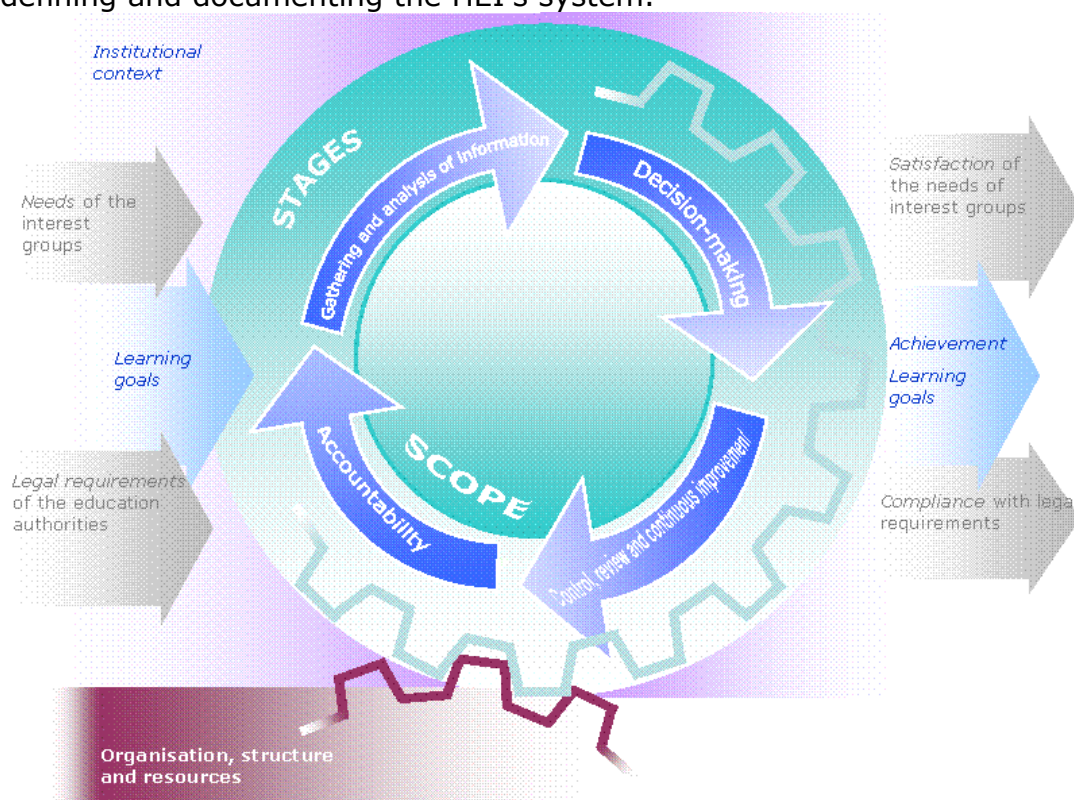 defining and documenting the HEI's system.
Institutional
context
STAGES
Gathering and analysis of information
Decision-making
Needs of the
interest
groups
Satisfaction of
the needs of
interest groups
Learning
goals
Achievement
Learning
goals
SCOPE
Accountability
Control, review and continuous improvement
Legal requirements
of the education
authorities
Compliance with lega
requirements
Organisation, structure
and resources